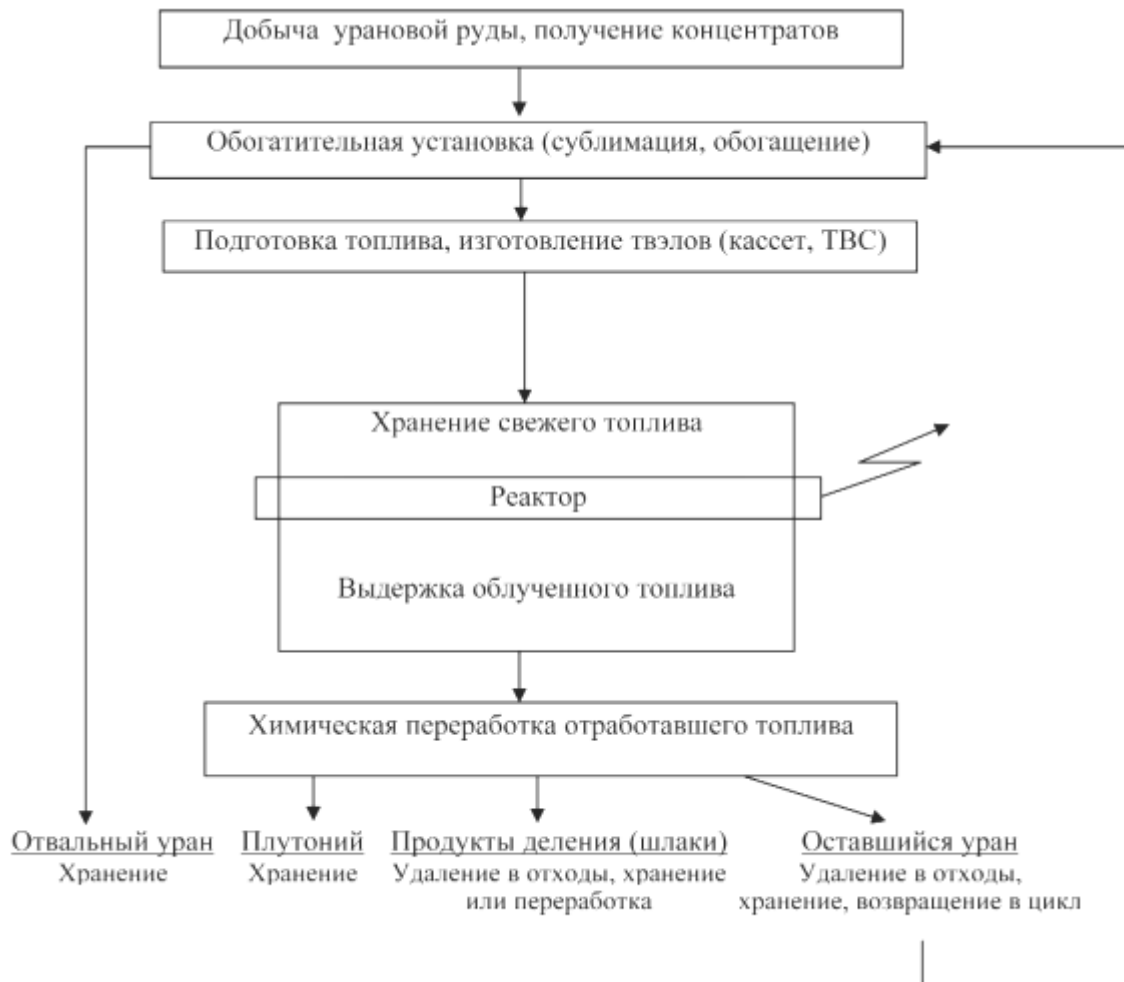 Добыча урановой руды, получение концентратов
Обогатительная установка (сублимация, обогащение)
Подготовка топлива, изготовление твэлов (кассет, ТВС)
Хранение свежего топлива
Реактор
Выдержка облученного топлива
Химическая переработка отработавшего топлива
Отвальный уран
Хранение
Плутоний
Хранение
Продукты деления (шлаки)
Удаление в отходы, хранение
или переработка
Оставшийся уран
Удаление в отходы,
хранение, возвращение в цикл